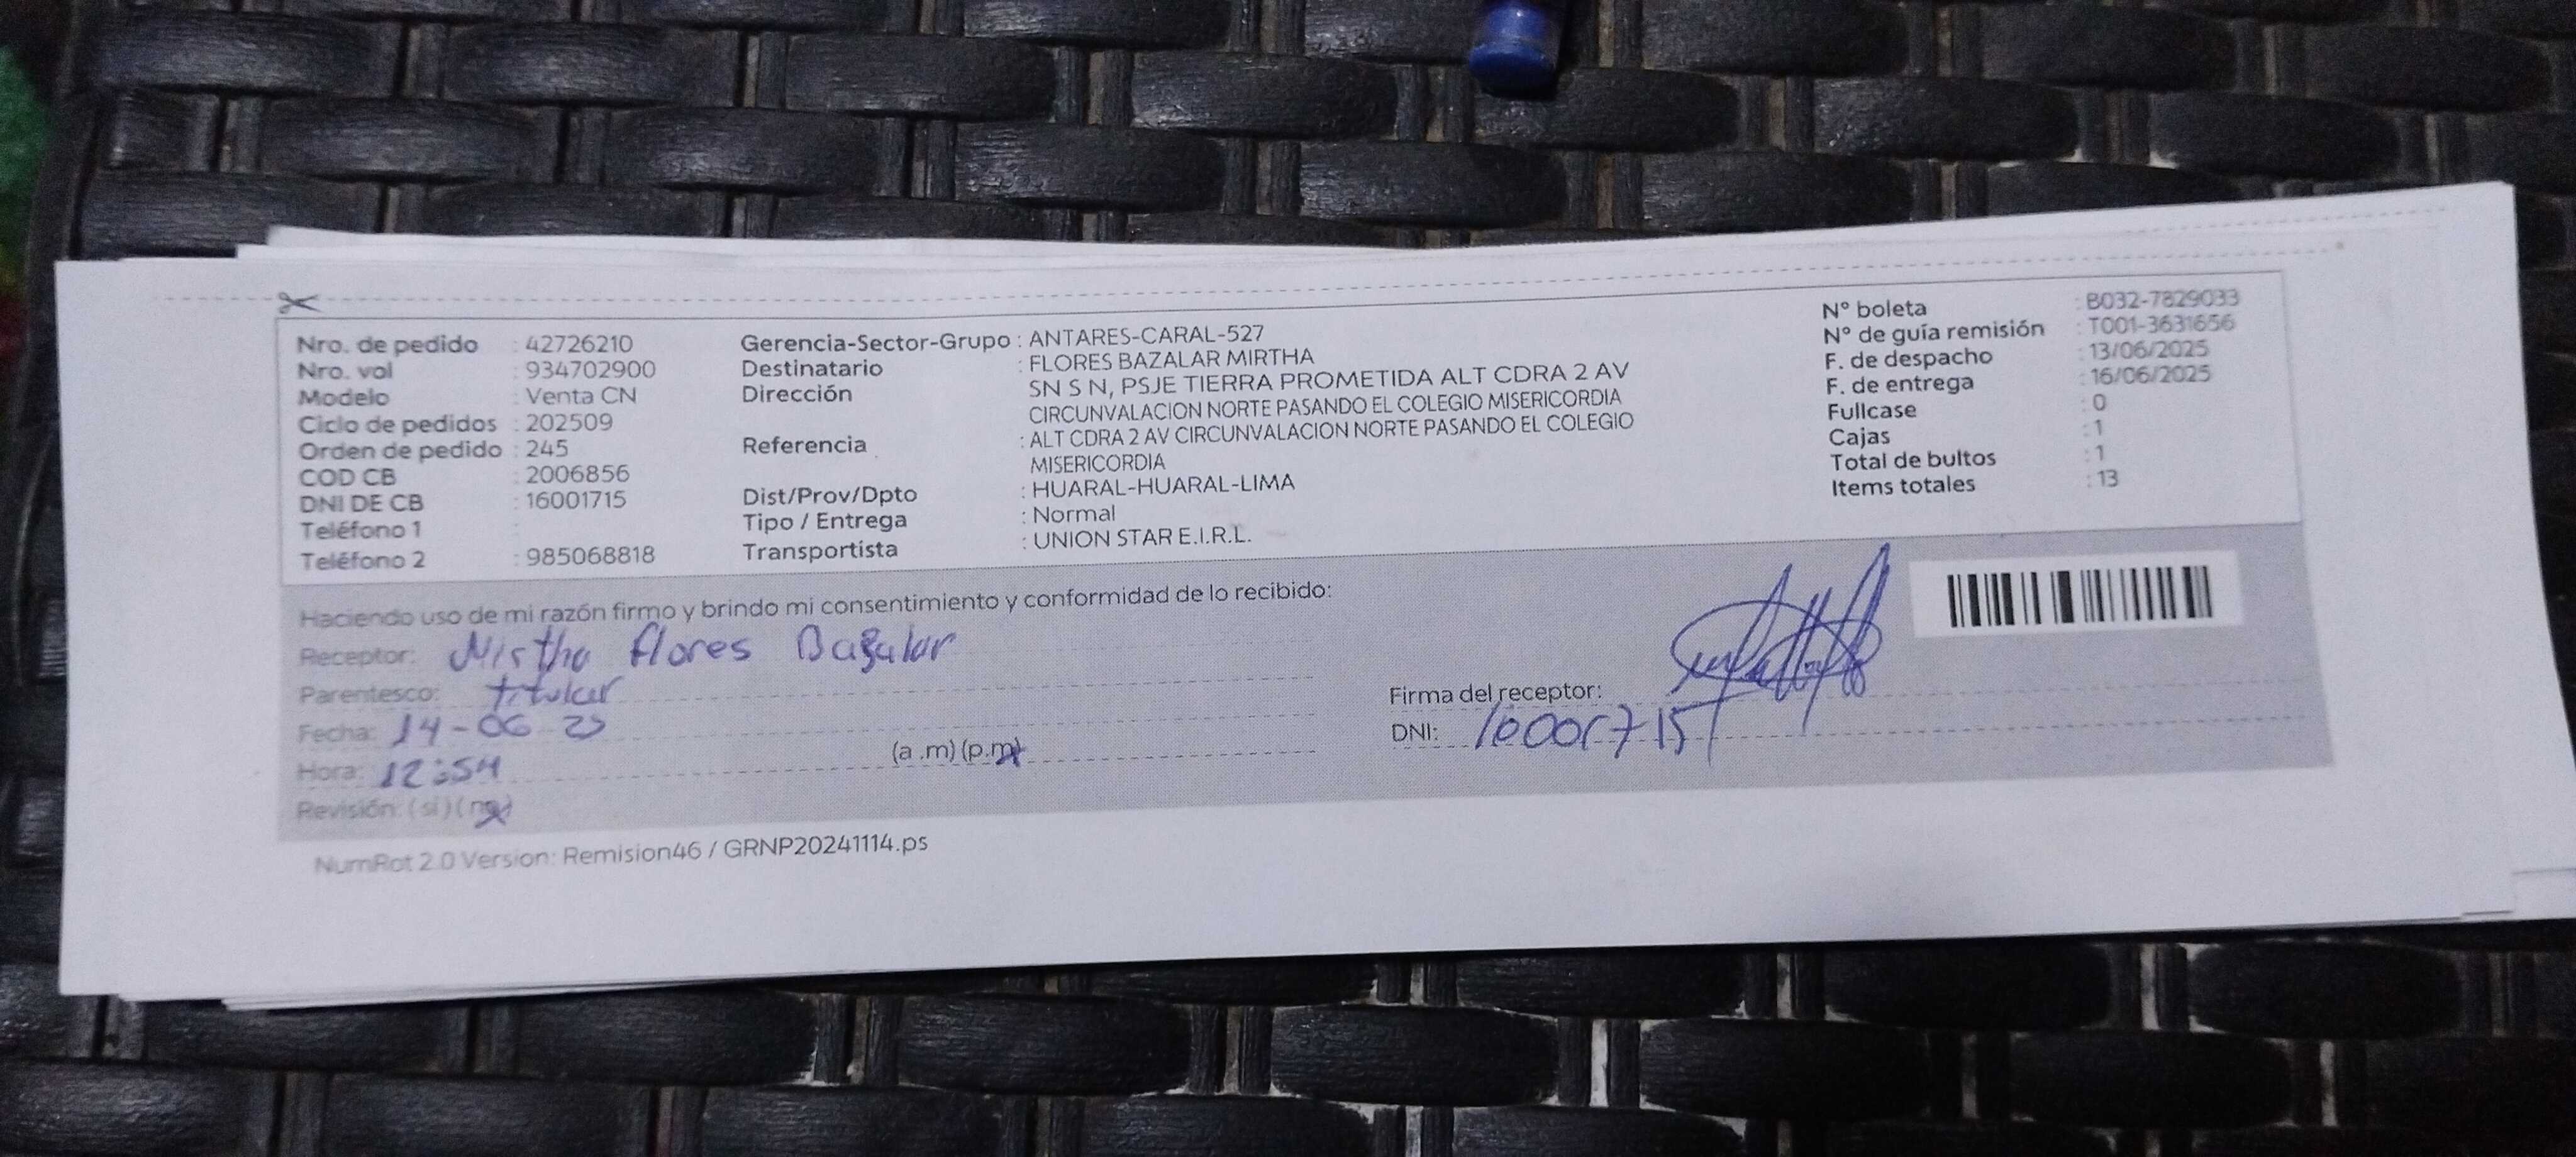 Nro. de pedido : 42726210
Nro. vol : 934702900
Modelo : Venta CN
Ciclo de pedidos : 202509
Orden de pedido : 245
COD CB : 2006856
DNI DE CB : 16001715
Teléfono 1 :
Teléfono 2 : 985068818
Gerencia-Sector-Grupo : ANTARES-CARAL-527
Destinatario : FLORES BAZALAR MIRTHA
Dirección SN S N, PSJE TIERRA PROMETIDA ALT CDRA 2 AV
CIRCUNVALACION NORTE PASANDO EL COLEGIO MISERICORDIA
Referencia : ALT CDRA 2 AV CIRCUNVALACION NORTE PASANDO EL COLEGIO
MISERICORDIA
Dist/Prov/Dpto : HUARAL-HUARAL-LIMA
Tipo / Entrega : Normal
Transportista : UNION STAR E.I.R.L.
N° boleta : B032-7829033
N° de guía remisión : T001-3631656
F. de despacho : 13/06/2025
F. de entrega : 16/06/2025
Fullcase : 0
Cajas : 1
Total de bultos : 1
Items totales : 13
Haciendo uso de mi razón firmo y brindo mi consentimiento y conformidad de lo recibido:
Receptor: Mirtha flores Bazalar
Parentesco: titular
Fecha: 14-06 25
Hora: 12:54 (a .m) (p.m)
Revisión: (si) (no)
Firma del receptor:
DNI:
NumRot 2.0 Version: Remision46 / GRNP20241114.ps